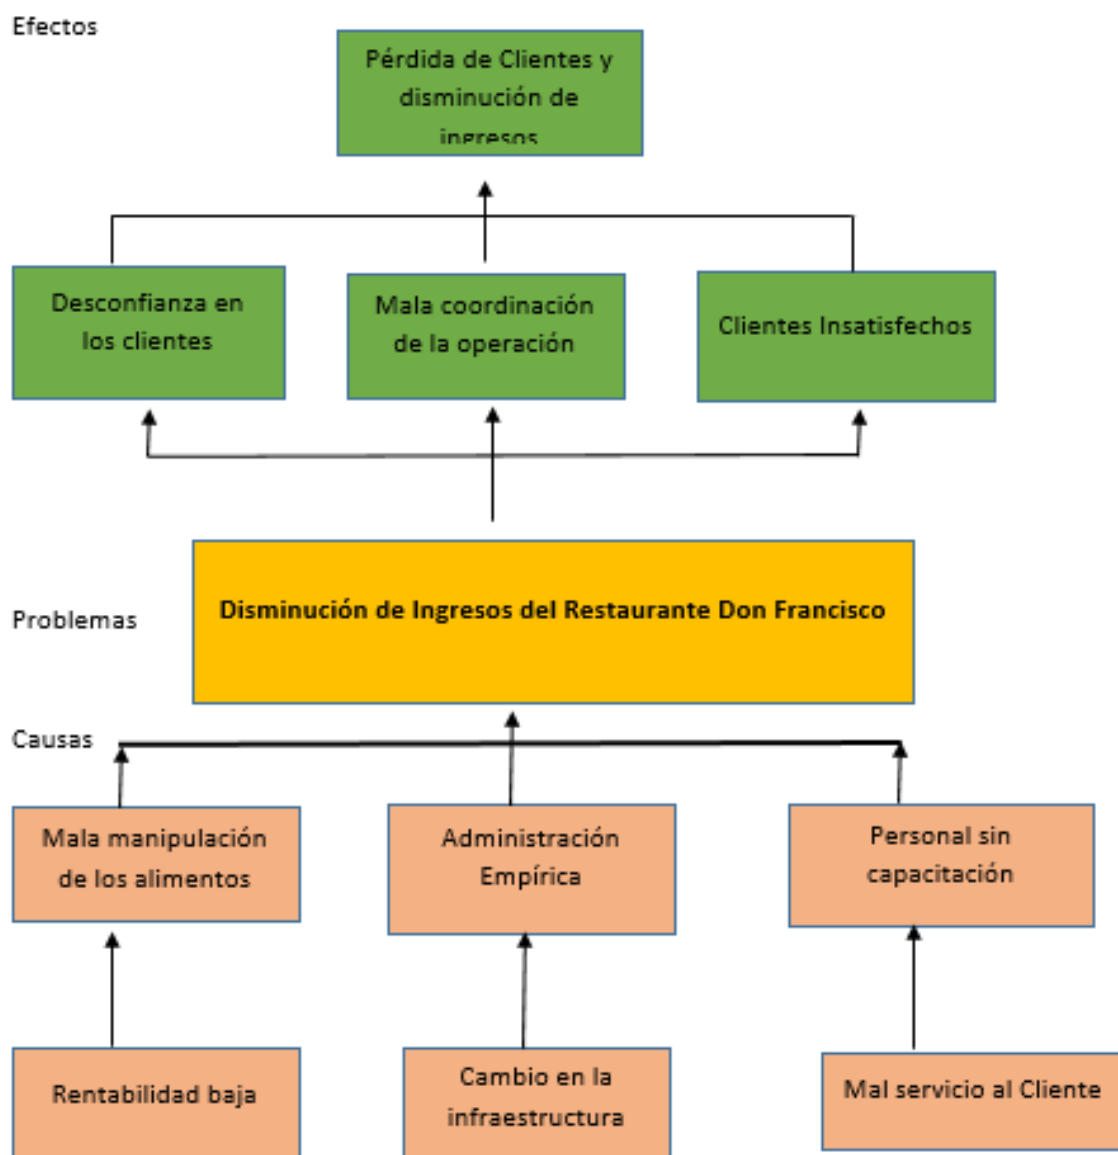 Efectos
Pérdida de Clientes y
disminución de
ingresos
Desconfianza en
los clientes
Mala coordinación
de la operación
Clientes Insatisfechos
Problemas
Disminución de Ingresos del Restaurante Don Francisco
Causas
Mala manipulación
de los alimentos
Administración
Empírica
Personal sin
capacitación
Rentabilidad baja
Cambio en la
infraestructura
Mal servicio al Cliente